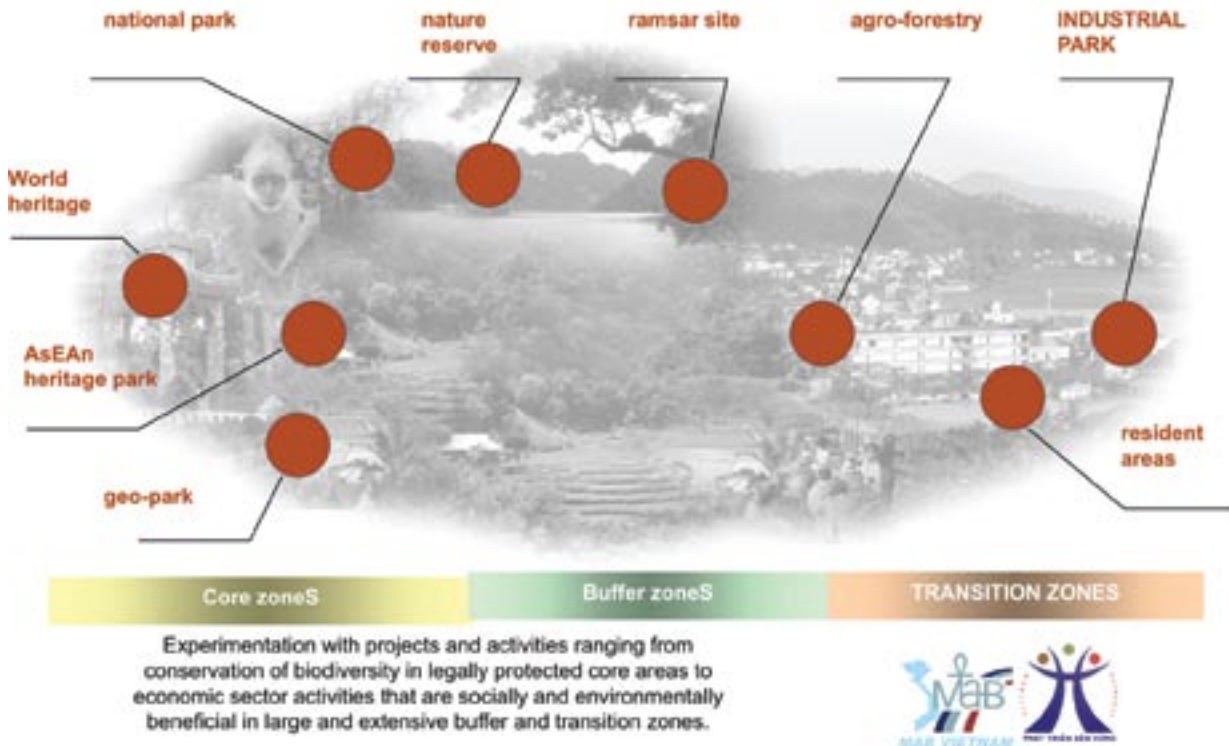 national park
nature
reserve
ramsar site
agro-forestry
INDUSTRIAL
PARK
World
heritage
AsEAn
heritage park
geo-park
resident
areas
Core zoneS
Buffer zoneS
TRANSITION ZONES
Experimentation with projects and activities ranging from
conservation of biodiversity in legally protected core areas to
economic sector activities that are socially and environmentally
beneficial in large and extensive buffer and transition zones.
MaB
MAB VIETNAM